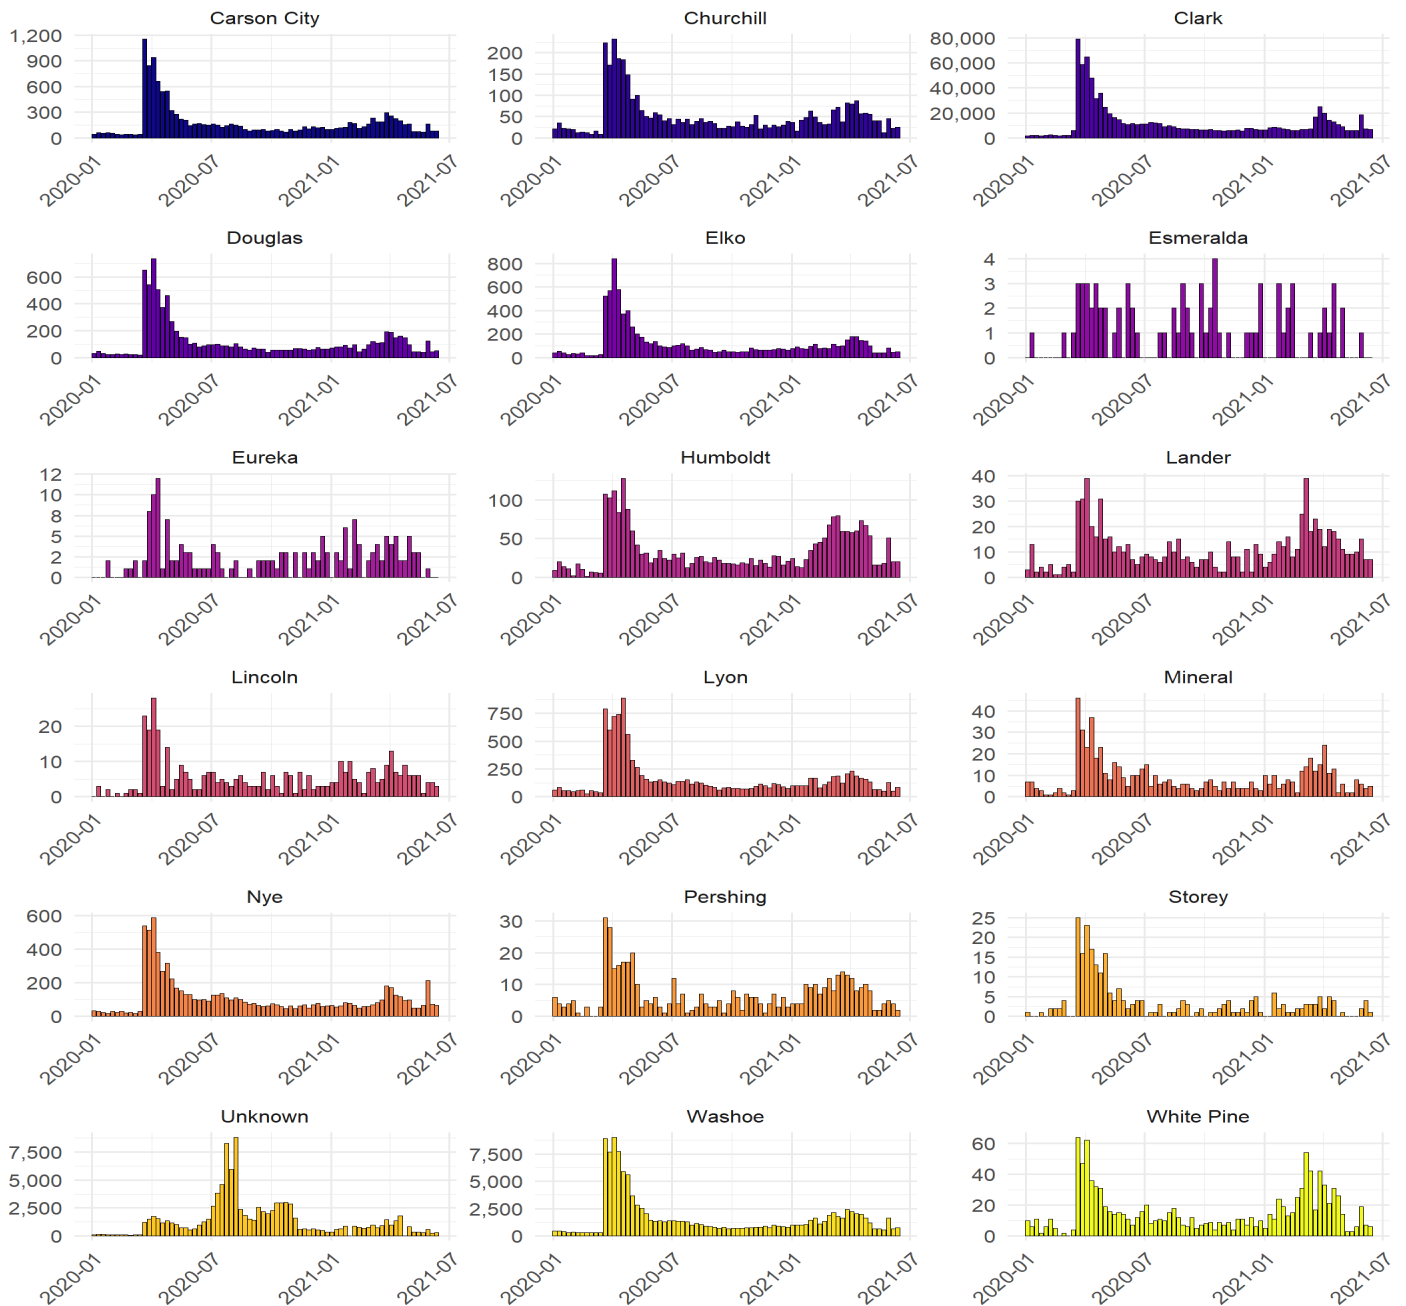 Carson City Churchill Clark
1,200 900 600 300 0
200 150 100 50 0
80,000 60,000 40,000 20,000 0
2020-01 2020-07 2021-01 2021-07 2020-01 2020-07 2021-01 2021-07 2020-01 2020-07 2021-01 2021-07
Douglas Elko Esmeralda
600 400 200 0
800 600 400 200 0
4 3 2 1 0
2020-01 2020-07 2021-01 2021-07 2020-01 2020-07 2021-01 2021-07 2020-01 2020-07 2021-01 2021-07
Eureka Humboldt Lander
12 10 8 5 2 0
100 50 0
40 30 20 10 0
2020-01 2020-07 2021-01 2021-07 2020-01 2020-07 2021-01 2021-07 2020-01 2020-07 2021-01 2021-07
Lincoln Lyon Mineral
20 10 0
750 500 250 0
40 30 20 10 0
2020-01 2020-07 2021-01 2021-07 2020-01 2020-07 2021-01 2021-07 2020-01 2020-07 2021-01 2021-07
Nye Pershing Storey
600 400 200 0
30 20 10 0
25 20 15 10 5 0
2020-01 2020-07 2021-01 2021-07 2020-01 2020-07 2021-01 2021-07 2020-01 2020-07 2021-01 2021-07
Unknown Washoe White Pine
7,500 5,000 2,500 0
7,500 5,000 2,500 0
60 40 20 0
2020-01 2020-07 2021-01 2021-07 2020-01 2020-07 2021-01 2021-07 2020-01 2020-07 2021-01 2021-07